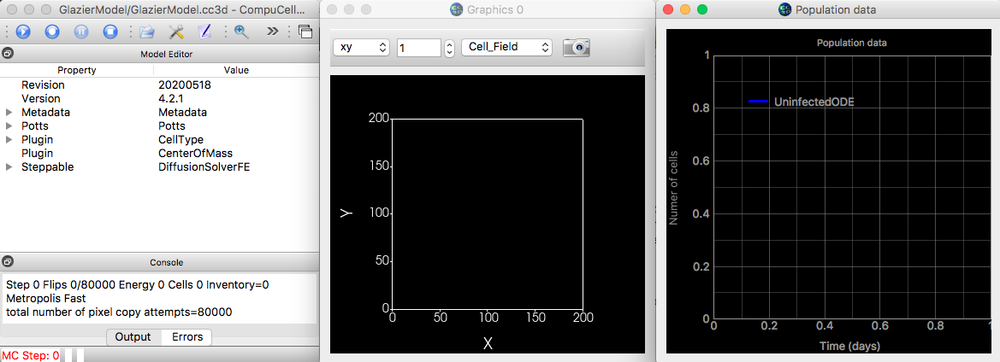 GlazierModel/GlazierModel.cc3d - CompuCell...
»
Model Editor
Property Value
Revision 20200518
Version 4.2.1
Metadata Metadata
Potts Potts
Plugin CellType
Plugin CenterOfMass
Steppable DiffusionSolverFE
Console
Step 0 Flips 0/80000 Energy 0 Cells 0 Inventory=0
Metropolis Fast
total number of pixel copy attempts=80000
Output Errors
MC Step: 0
Graphics 0
xy 1 Cell_Field
200
150
Y 100
50
0
0 50 100 150 200
X
Population data
Population data
1
UninfectedODE
0.8
0.6
Numer of cells
0.4
0.2
0
0 0.2 0.4 0.6 0.8 1
Time (days)